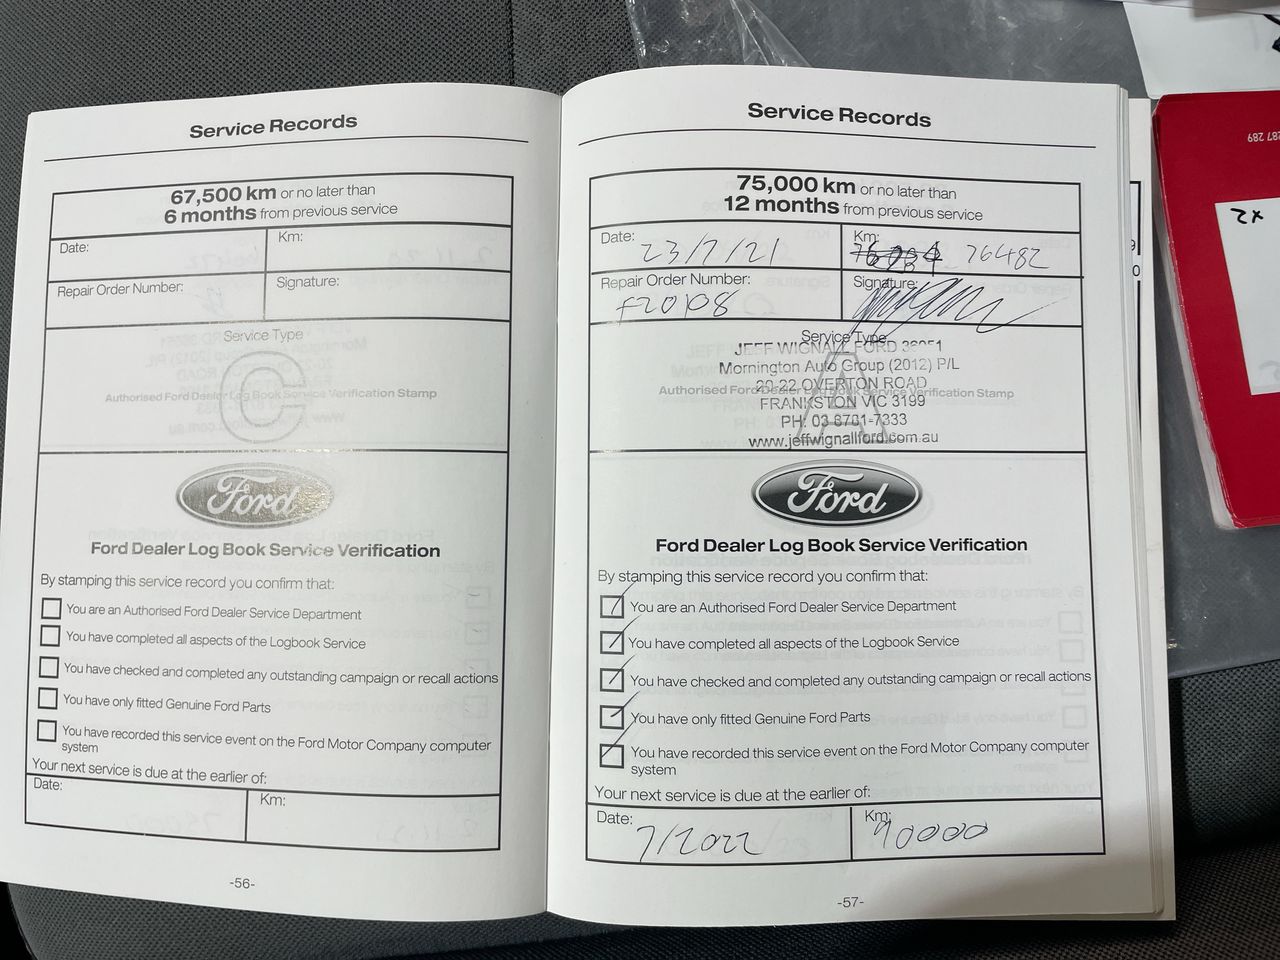 Service Records
67,500 km or no later than
6 months from previous service
Date:
Km:
Repair Order Number:
Signature:
Service Type
C
Authorised Ford Dealer Log Book Service Verification Stamp
Ford
Ford Dealer Log Book Service Verification
By stamping this service record you confirm that:
You are an Authorised Ford Dealer Service Department
You have completed all aspects of the Logbook Service
You have checked and completed any outstanding campaign or recall actions
You have only fitted Genuine Ford Parts
You have recorded this service event on the Ford Motor Company computer
system
Your next service is due at the earlier of:
Date:
Km:
-56-
Service Records
75,000 km or no later than
12 months from previous service
Date: 23/7/21
Km: 76482
Repair Order Number:
Signature:
Service Type
A
JEFF WIGNALL FORD
Mornington Auto Group (2012) P/L
20-22 OVERTON ROAD
Authorised Ford Dealer Log Book Service Verification Stamp
FRANKSTON VIC 3199
PH: 03 8781-7333
www.jeffwignallford.com.au
Ford
Ford Dealer Log Book Service Verification
By stamping this service record you confirm that:
You are an Authorised Ford Dealer Service Department
You have completed all aspects of the Logbook Service
You have checked and completed any outstanding campaign or recall actions
You have only fitted Genuine Ford Parts
You have recorded this service event on the Ford Motor Company computer
system
Your next service is due at the earlier of:
Date: 7/2022
Km: 90000
-57-